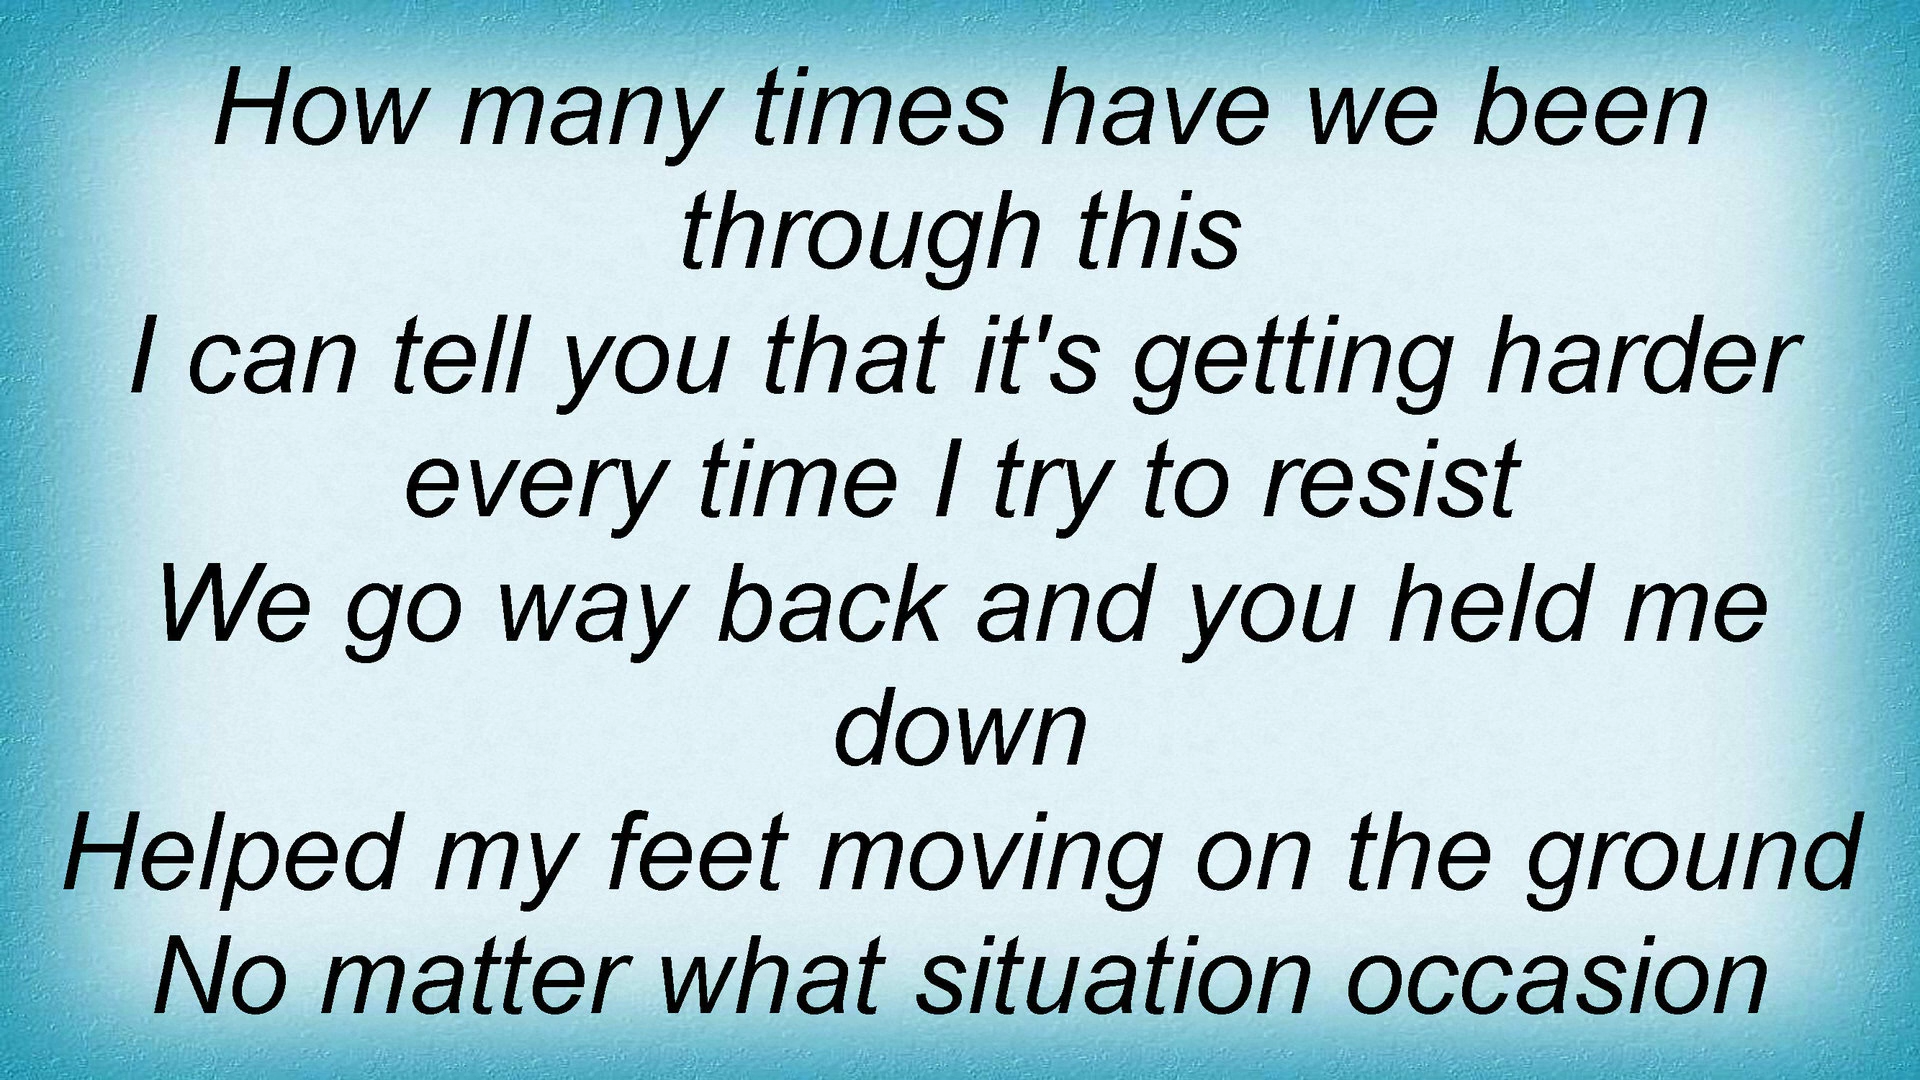 How many times have we been
through this
I can tell you that it's getting harder
every time I try to resist
We go way back and you held me
down
Helped my feet moving on the ground
No matter what situation occasion